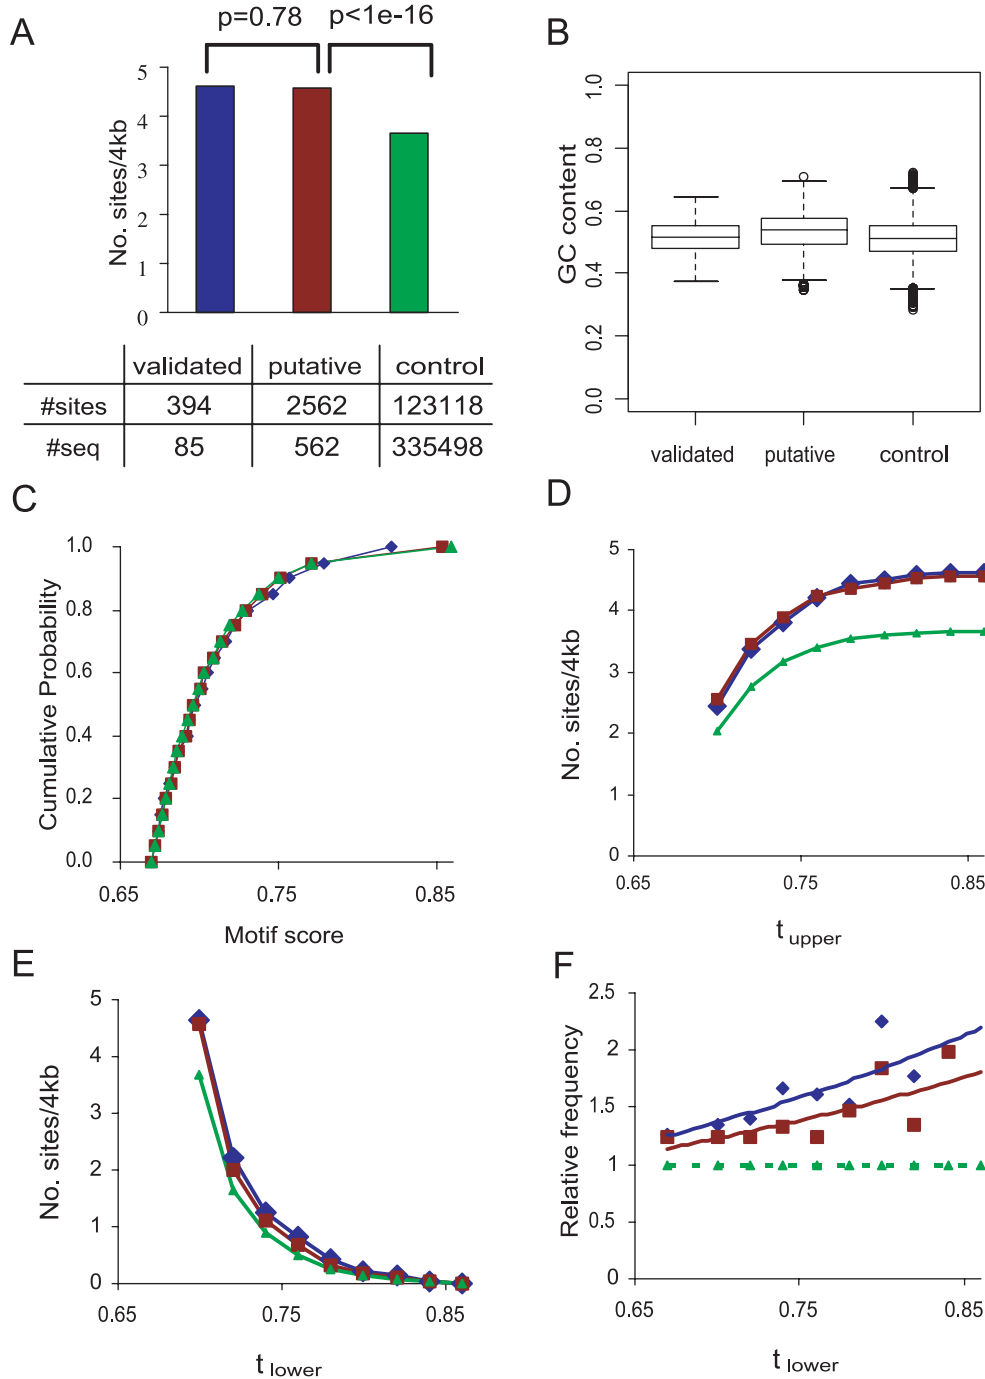 A
p=0.78 p<1e-16
No. sites/4kb
5
4
3
2
1
0
validated putative control
#sites 394 2562 123118
#seq 85 562 335498
B
GC content
1.0
0.8
0.6
0.4
0.2
0.0
validated putative control
C
Cumulative Probability
1.0
0.8
0.6
0.4
0.2
0.0
0.65 0.75 0.85
Motif score
D
No. sites/4kb
5
4
3
2
1
0
0.65 0.75 0.85
t upper
E
No. sites/4kb
5
4
3
2
1
0
0.65 0.75 0.85
t lower
F
Relative frequency
2.5
2
1.5
1
0.5
0
0.65 0.75 0.85
t lower